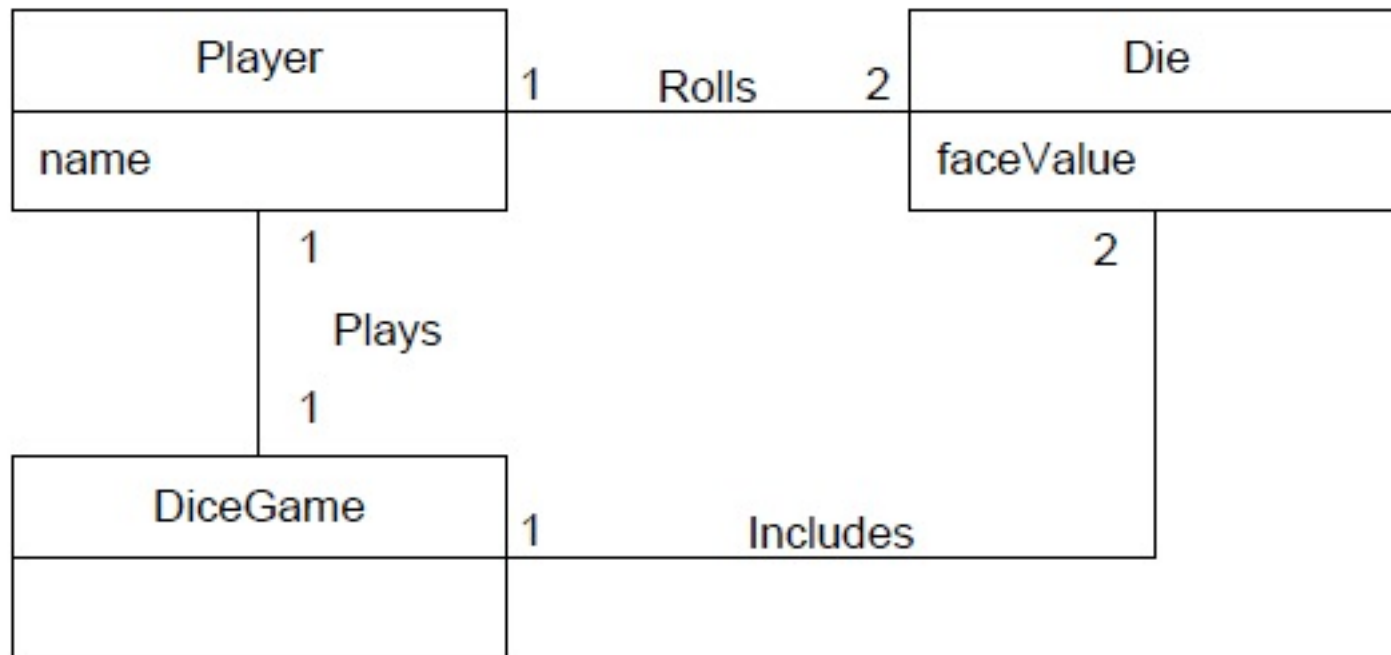 Player
Die
1 Rolls 2
name
faceValue
1
2
Plays
1
DiceGame
1 Includes